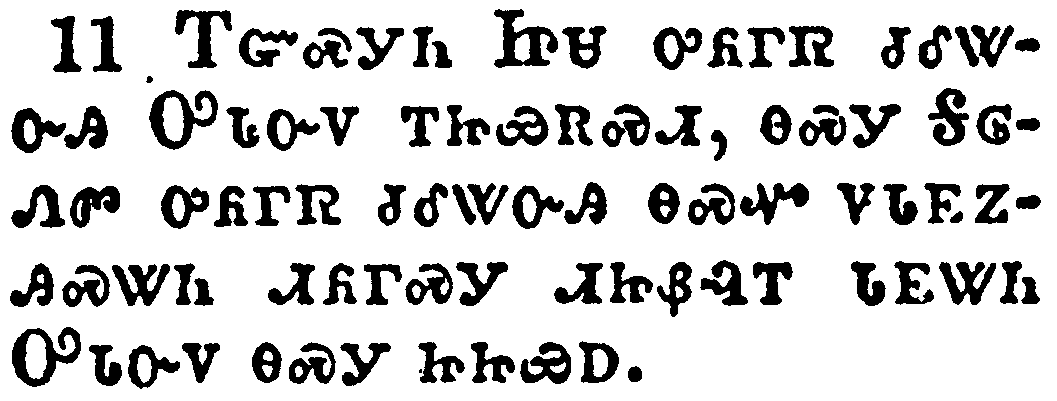 11 ᎢᏳᏍᎩᏂ ᏥᏌ ᎤᏲᎱᏒ ᏧᎴᏔ-
ᏅᎯ ᎤᏓᏅᏙ ᎢᏥᏯᎡᏍᏗ, ᎾᏍᎩ ᎦᎶ-
ᏁᏛ ᎤᏲᎱᏒ ᏧᎴᏔᏅᎯ ᎾᏍᏉ ᏙᏓᎬᏃ-
ᎯᏍᏔᏂ ᏗᏲᎱᏍᎩ ᏗᏥᏰᎸᎢ ᏓᎬᏔᏂ
ᎤᏓᏅᏙ ᎾᏍᎩ ᏥᏥᏯᎠ.